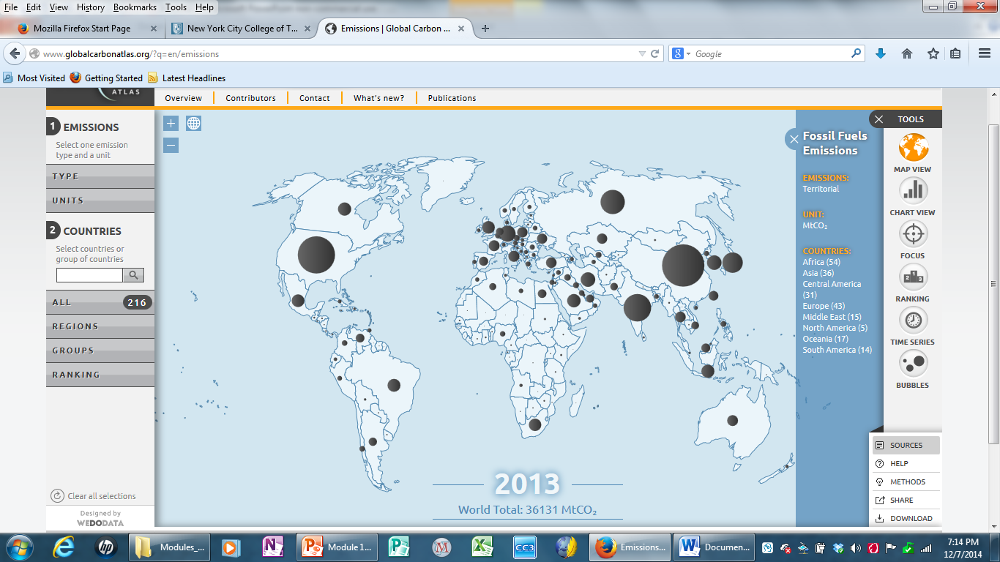 File Edit View History Bookmarks Tools Help
Mozilla Firefox Start Page
New York City College of T...
Emissions | Global Carbon ...
www.globalcarbonatlas.org/?q=en/emissions
Google
Most Visited Getting Started Latest Headlines
ATLAS
Overview Contributors Contact What's new? Publications
1 EMISSIONS
Select one emission
type and a unit
TYPE
UNITS
2 COUNTRIES
Select countries or
group of countries
ALL 216
REGIONS
GROUPS
RANKING
Clear all selections
Designed by
WEDODATA
2013
World Total: 36131 MtCO₂
Fossil Fuels
Emissions
EMISSIONS:
Territorial
UNIT:
MtCO₂
COUNTRIES:
Africa (54)
Asia (36)
Central America
(31)
Europe (43)
Middle East (15)
North America (5)
Oceania (17)
South America (14)
TOOLS
MAP VIEW
CHART VIEW
FOCUS
2 1 3
RANKING
TIME SERIES
BUBBLES
SOURCES
HELP
METHODS
SHARE
DOWNLOAD
Modules_...
Module 1...
CC3
Emissions...
Documen...
7:14 PM
12/7/2014